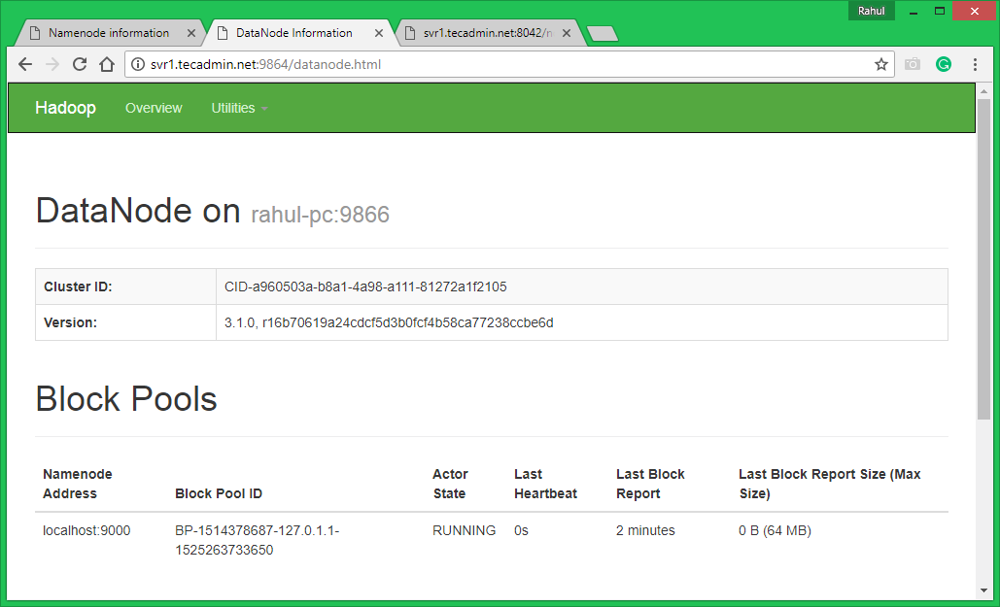 Rahul
Namenode information
DataNode Information
svr1.tecadmin.net:8042/n
svr1.tecadmin.net:9864/datanode.html
Hadoop Overview Utilities
DataNode on rahul-pc:9866
Cluster ID: CID-a960503a-b8a1-4a98-a111-81272a1f2105
Version: 3.1.0, r16b70619a24cdcf5d3b0fcf4b58ca77238ccbe6d
Block Pools
Namenode Address Block Pool ID Actor State Last Heartbeat Last Block Report Last Block Report Size (Max Size)
localhost:9000 BP-1514378687-127.0.1.1-1525263733650 RUNNING 0s 2 minutes 0 B (64 MB)